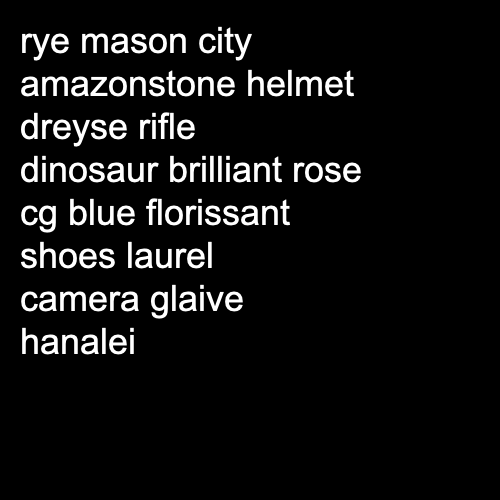 rye mason city
amazonstone helmet
dreyse rifle
dinosaur brilliant rose
cg blue florissant
shoes laurel
camera glaive
hanalei